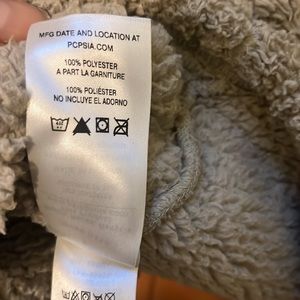 MFG DATE AND LOCATION AT
PCPSIA.COM
100% POLYESTER
A PART LA GARNITURE
100% POLIÉSTER
NO INCLUYE EL ADORNO